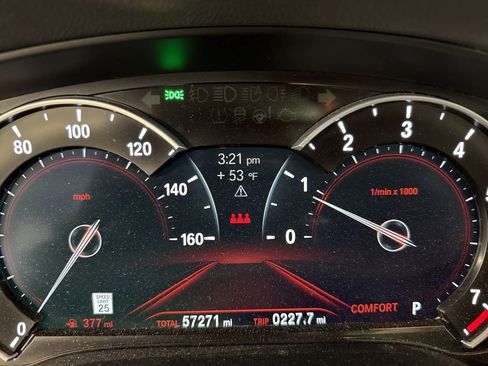 80
100
120
140
160
mph
0
3:21 pm
+ 53 °F
1
2
3
4
7
0
1/min x 1000
SPEED
LIMIT
25
377 mi
TOTAL 57271 mi
TRIP 0227.7 mi
COMFORT P